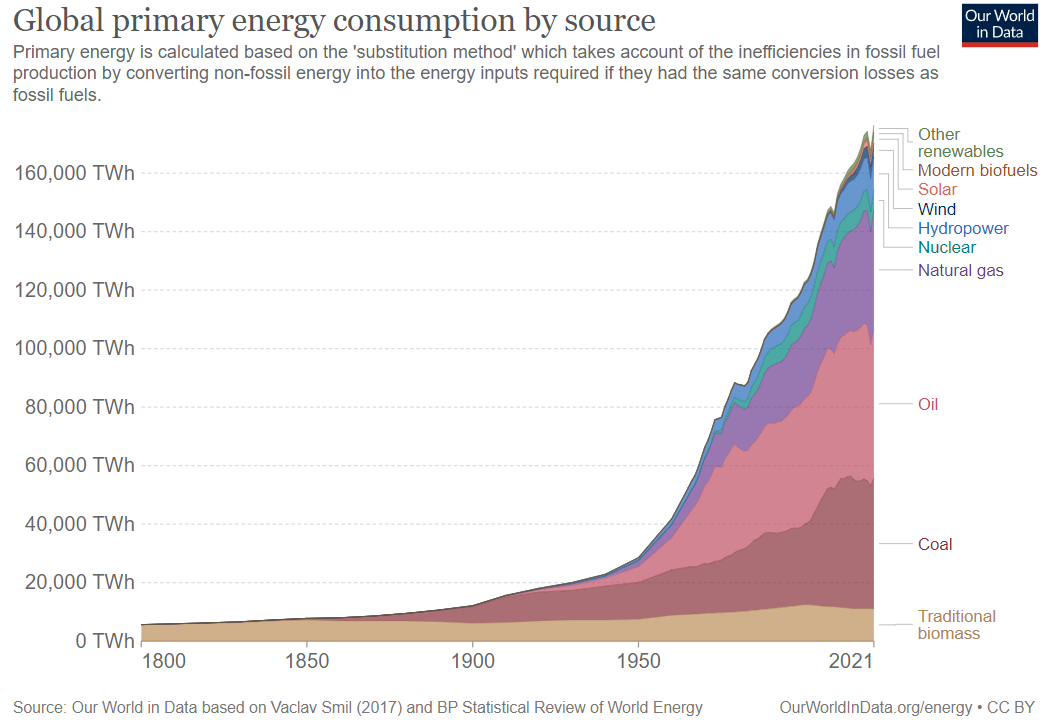 Global primary energy consumption by source
Our World
in Data
Primary energy is calculated based on the 'substitution method' which takes account of the inefficiencies in fossil fuel
production by converting non-fossil energy into the energy inputs required if they had the same conversion losses as
fossil fuels.
160,000 TWh
140,000 TWh
120,000 TWh
100,000 TWh
80,000 TWh
60,000 TWh
40,000 TWh
20,000 TWh
0 TWh
Other
renewables
Modern biofuels
Solar
Wind
Hydropower
Nuclear
Natural gas
Oil
Coal
Traditional
biomass
1800
1850
1900
1950
2021
Source: Our World in Data based on Vaclav Smil (2017) and BP Statistical Review of World Energy
OurWorldInData.org/energy • CC BY